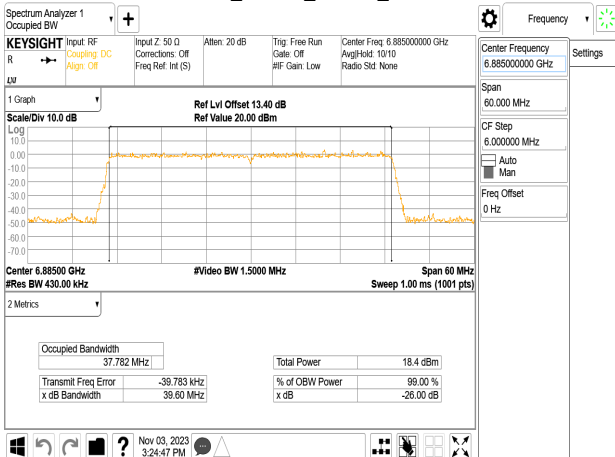 Spectrum Analyzer 1
Occupied BW
+
Frequency
KEYSIGHT
R
LXI
Input: RF
Coupling: DC
Align: Off
Input Z: 50 Ω
Corrections: Off
Freq Ref: Int (S)
Atten: 20 dB
Trig: Free Run
Gate: Off
#IF Gain: Low
Center Freq: 6.885000000 GHz
Avg|Hold: 10/10
Radio Std: None
Center Frequency
6.885000000 GHz
Settings
Span
60.000 MHz
CF Step
6.000000 MHz
Auto
Man
Freq Offset
0 Hz
1 Graph
Scale/Div 10.0 dB
Ref Lvl Offset 13.40 dB
Ref Value 20.00 dBm
Log
10.0
0.00
-10.0
-20.0
-30.0
-40.0
-50.0
-60.0
-70.0
Center 6.88500 GHz
#Video BW 1.5000 MHz
Span 60 MHz
#Res BW 430.00 kHz
Sweep 1.00 ms (1001 pts)
2 Metrics
Occupied Bandwidth
37.782 MHz
Total Power 18.4 dBm
Transmit Freq Error -39.783 kHz
% of OBW Power 99.00 %
x dB Bandwidth 39.60 MHz
x dB -26.00 dB
?
Nov 03, 2023
3:24:47 PM